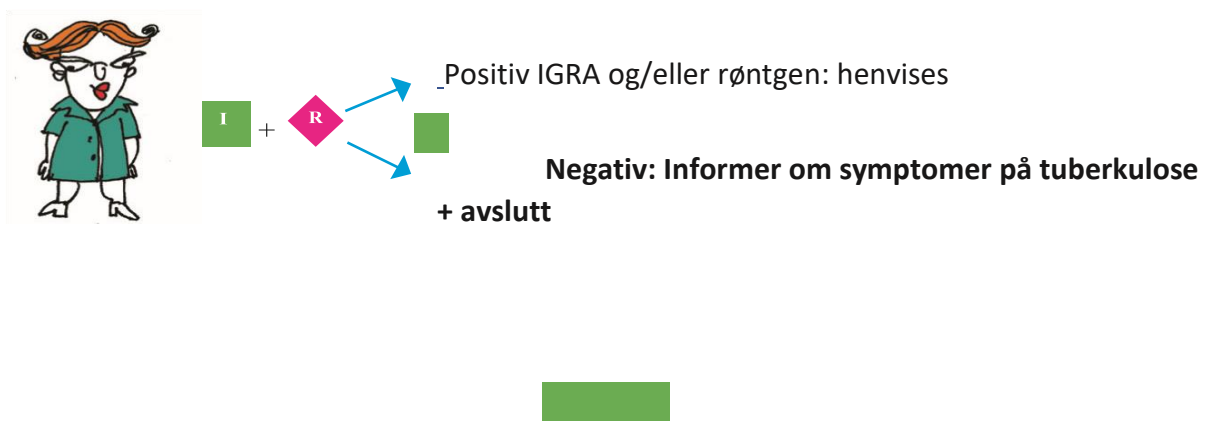 Positiv IGRA og/eller røntgen: henvises
I + R
Negativ: Informer om symptomer på tuberkulose
+ avslutt